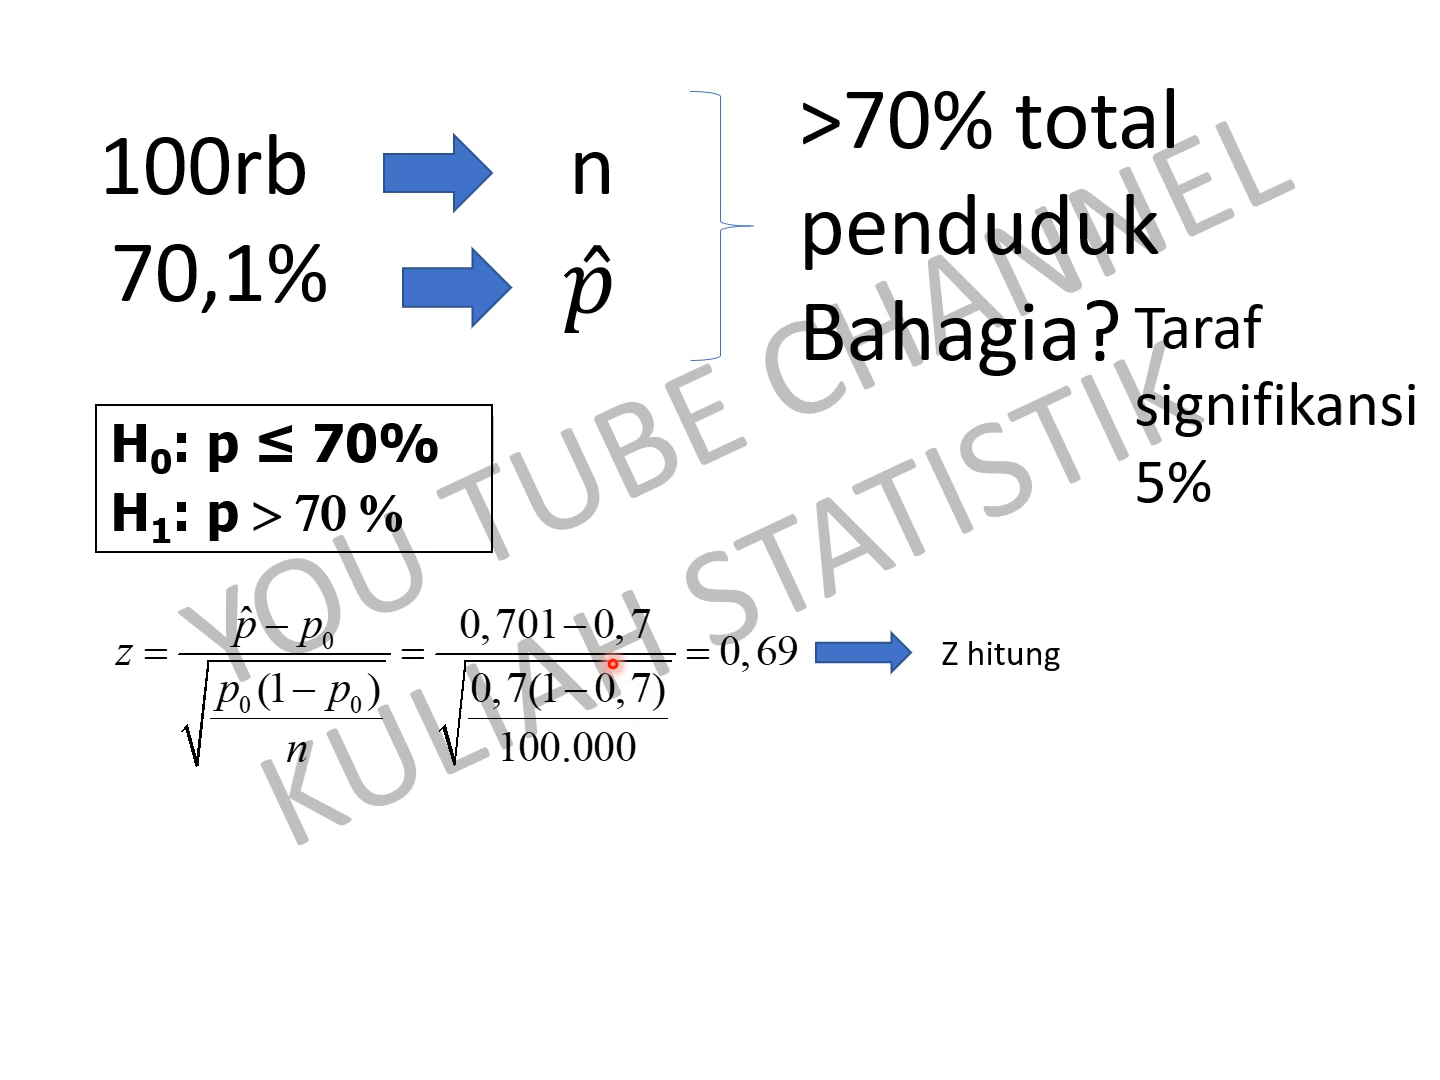 100rb n
70,1% p̂
>70% total
penduduk
Bahagia?
Taraf
signifikansi
5%
H₀: p ≤ 70%
H₁: p > 70 %
z = (p̂ − p₀) / √(p₀(1 − p₀) / n) = (0,701 − 0,7) / √(0,7(1 − 0,7) / 100.000) = 0,69 Z hitung
YOU TUBE CHANNEL
KULIAH STATISTIK